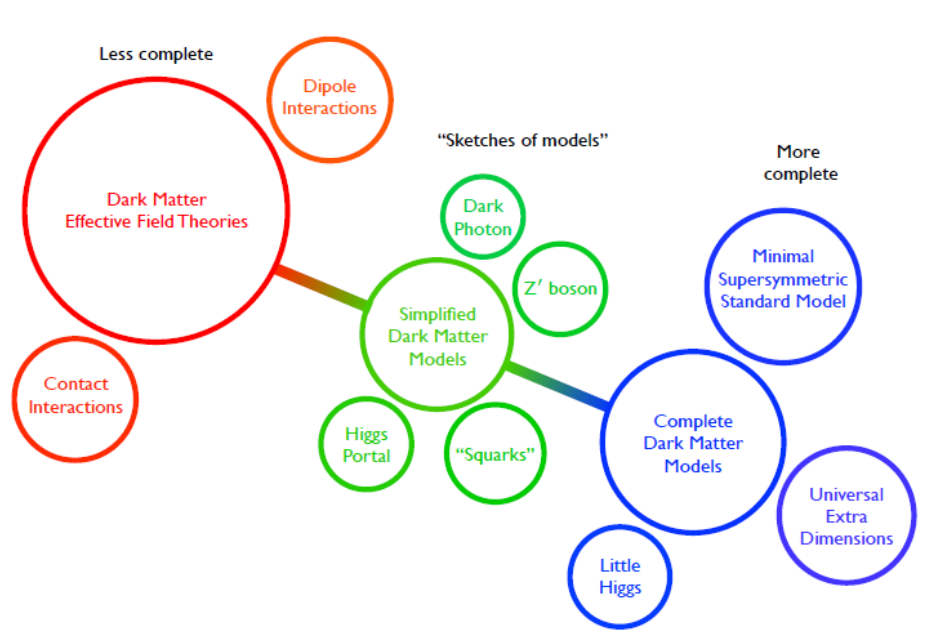 Less complete
Dipole
Interactions
Dark Matter
Effective Field Theories
Contact
Interactions
“Sketches of models”
Dark
Photon
Z′ boson
Simplified
Dark Matter
Models
Higgs
Portal
“Squarks”
More
complete
Minimal
Supersymmetric
Standard Model
Complete
Dark Matter
Models
Universal
Extra
Dimensions
Little
Higgs